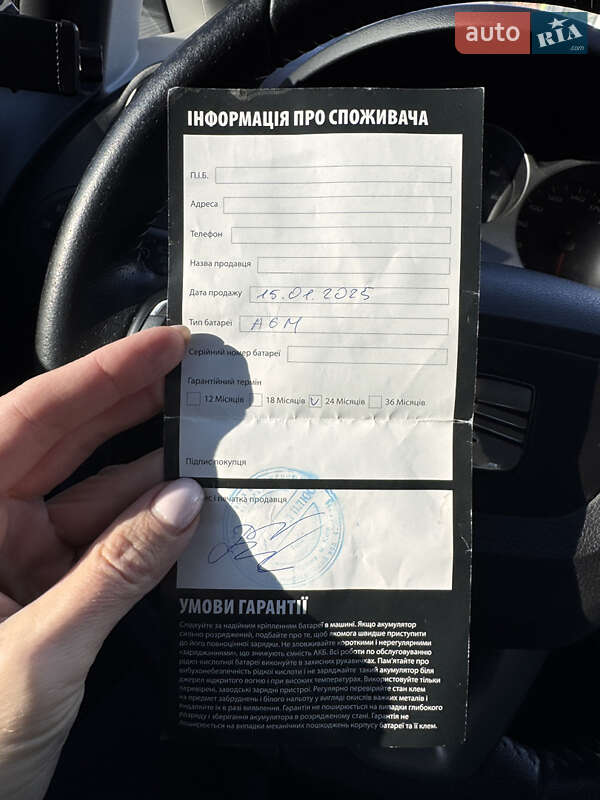 auto RIA.com
ІНФОРМАЦІЯ ПРО СПОЖИВАЧА
П.І.Б.
Адреса
Телефон
Назва продавця
Дата продажу 15.01.2025
Тип батареї AGM
Серійний номер батареї
Гарантійний термін
12 Місяців 18 Місяців 24 Місяців 36 Місяців
Підпис покупця
с і печатка продавця
ПЛЮС
УМОВИ ГАРАНТІЇ
Слідкуйте за надійним кріпленням батареї в машині. Якщо акумулятор
сильно розряджений, подбайте про те, щоб якомога швидше приступити
до його повноцінної зарядки. Не зловживайте короткими і нерегулярними
«заряджаннями», що знижують ємність АКБ. Всі роботи по обслуговуванню
рідко кислотної батареї виконуйте в захисних рукавичках. Пам'ятайте про
вибухонебезпечність рідкої кислоти і не заряджайте такий акумулятор біля
джерел відкритого вогню і при високих температурах. Використовуйте тільки
перевірені, заводські зарядні пристрої. Регулярно перевіряйте стан клем
на предмет забруднень і білого нальоту у вигляді окислів важких металів і
видаляйте їх в разі виявлення. Гарантія не поширюється на випадки глибокого
розряду і зберігання акумулятора в розрядженому стані. Гарантія не
поширюється на випадки механічних пошкоджень корпусу батареї та її клем.